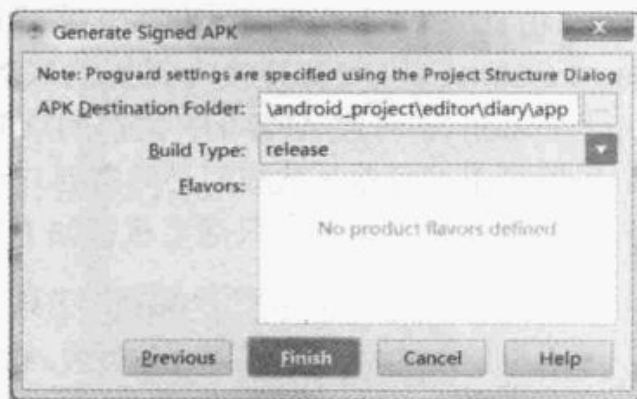 Generate Signed APK
Note: Proguard settings are specified using the Project Structure Dialog
APK Destination Folder: \android_project\editor\diary\app ...
Build Type: release
Flavors:
No product flavors defined
Previous Finish Cancel Help